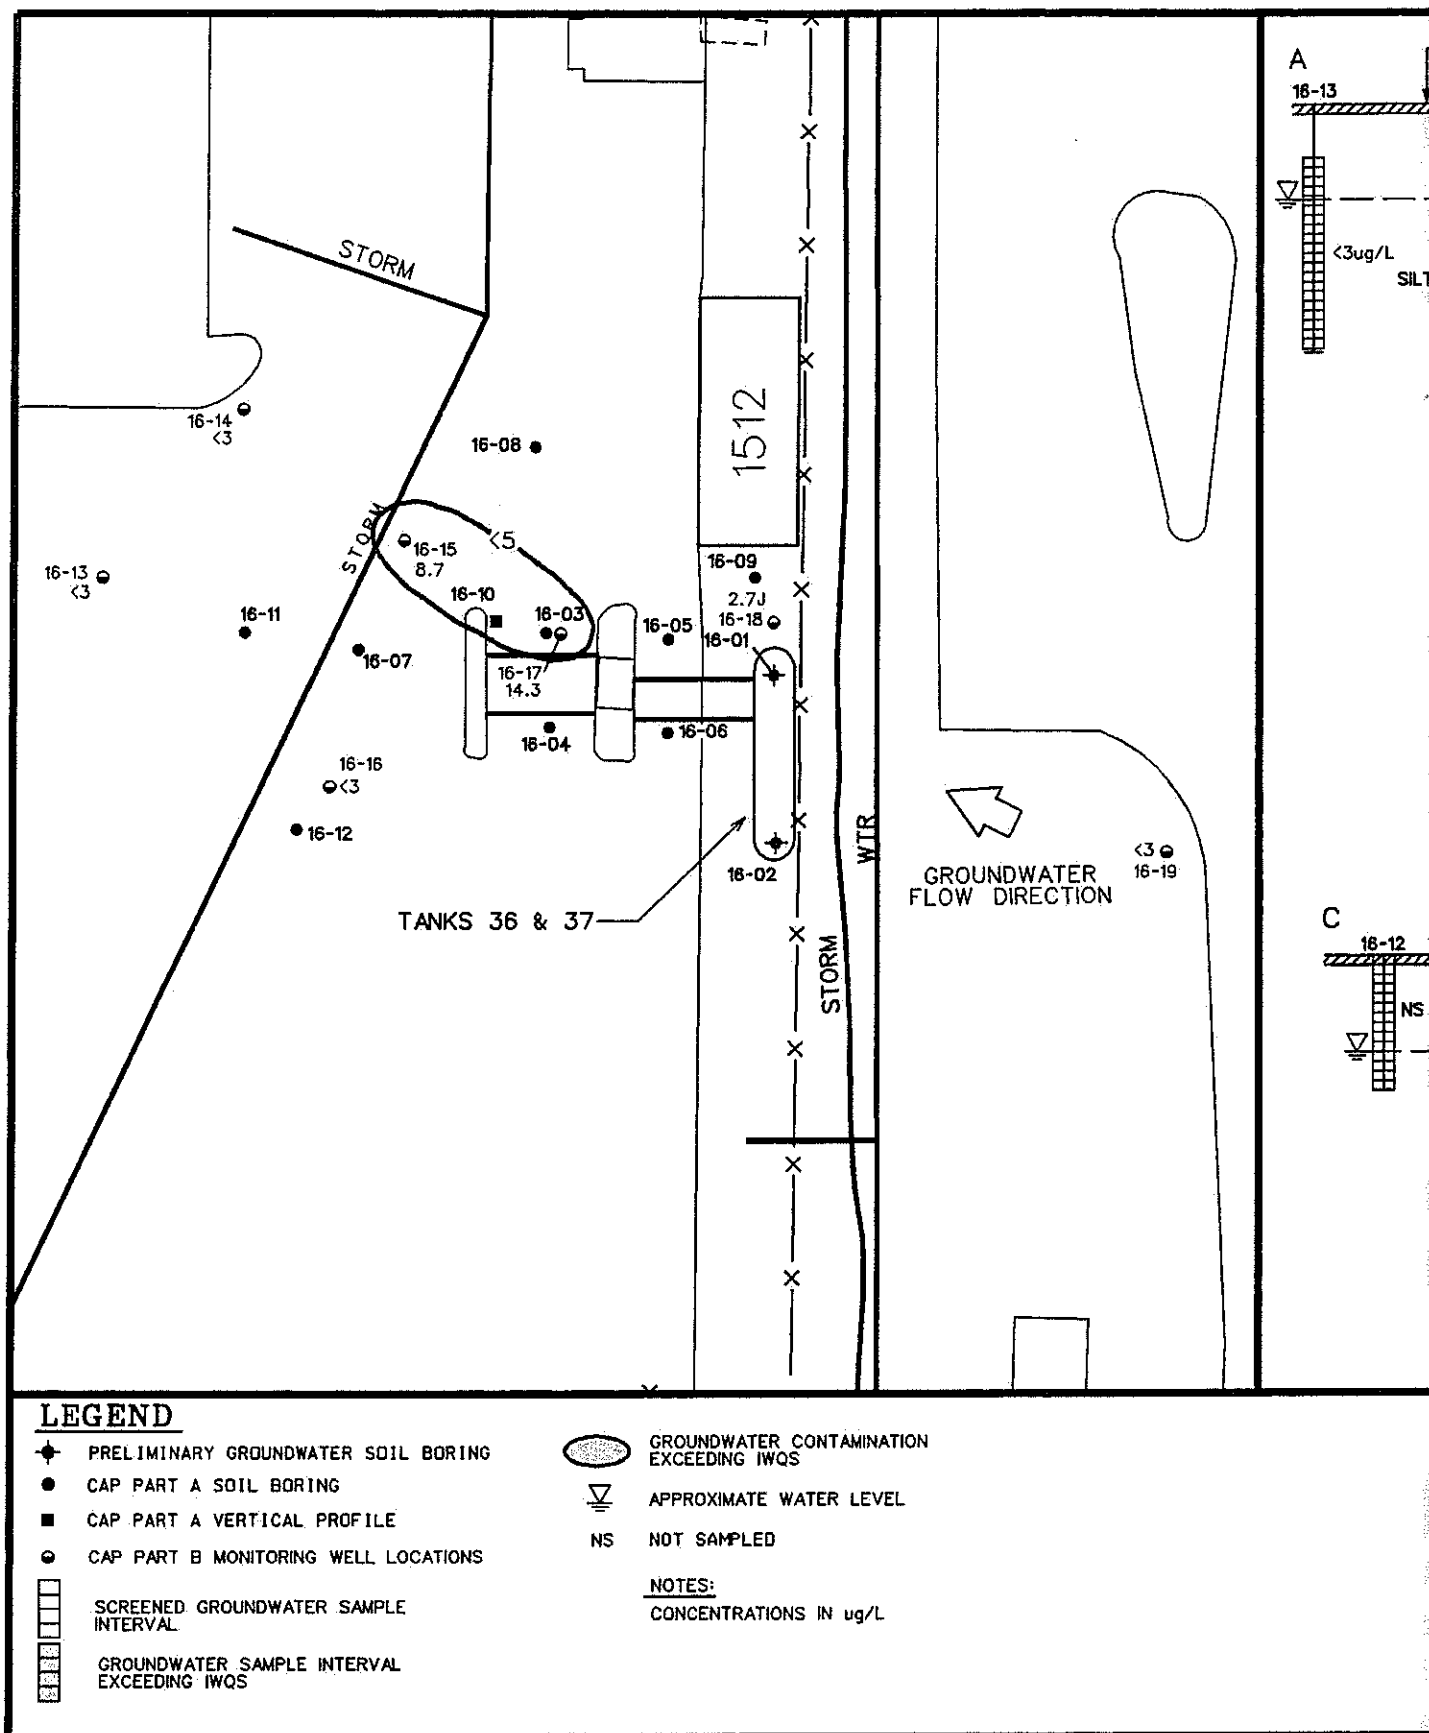 A
16-13
<3ug/L
SILT
STORM
16-14
<3
16-08
1512
STORM
<5
16-15
8.7
16-13
<3
16-10
16-09
2.7J
16-18
16-11
16-03
16-05
16-01
16-07
16-17
14.3
16-04
16-06
16-16
<3
16-12
WTR
<3
16-19
16-02
GROUNDWATER
FLOW DIRECTION
TANKS 36 & 37
STORM
C
16-12
NS
LEGEND
PRELIMINARY GROUNDWATER SOIL BORING
CAP PART A SOIL BORING
CAP PART A VERTICAL PROFILE
CAP PART B MONITORING WELL LOCATIONS
SCREENED GROUNDWATER SAMPLE
INTERVAL
GROUNDWATER SAMPLE INTERVAL
EXCEEDING IWQS
GROUNDWATER CONTAMINATION
EXCEEDING IWQS
APPROXIMATE WATER LEVEL
NS NOT SAMPLED
NOTES:
CONCENTRATIONS IN ug/L